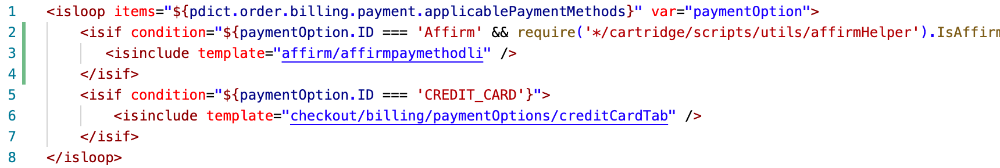 1 <isloop items="${pdict.order.billing.payment.applicablePaymentMethods}" var="paymentOption">
2 <isif condition="${paymentOption.ID === 'Affirm' && require('*/cartridge/scripts/utils/affirmHelper').IsAffirm
3 <isinclude template="affirm/affirmpaymethodli" />
4 </isif>
5 <isif condition="${paymentOption.ID === 'CREDIT_CARD'}">
6 <isinclude template="checkout/billing/paymentOptions/creditCardTab" />
7 </isif>
8 </isloop>